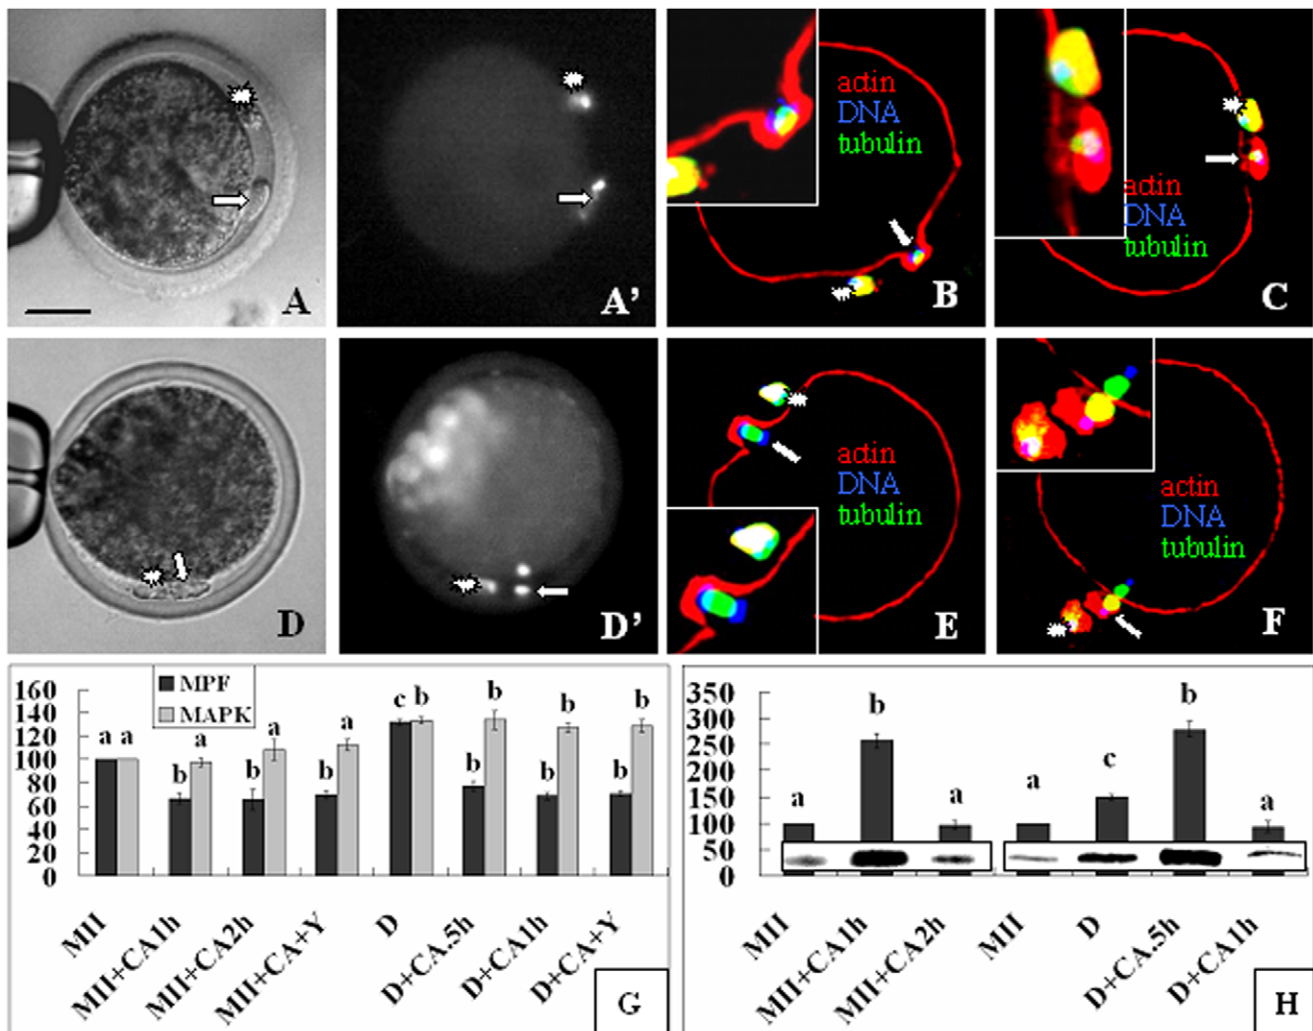 A
A’
actin
DNA
tubulin
B
actin
DNA
tubulin
C
D
D’
actin
DNA
tubulin
E
actin
DNA
tubulin
F
160
140
120
100
80
60
40
20
0
MPF
MAPK
a a
b a
b a
b a
c b
b b
b b
b b
MII
MII+CA1h
MII+CA2h
MII+CA+Y
D
D+CA.5h
D+CA1h
D+CA+Y
G
350
300
250
200
150
100
50
0
a
b
a
a
c
b
a
MII
MII+CA1h
MII+CA2h
MII
D
D+CA.5h
D+CA1h
H